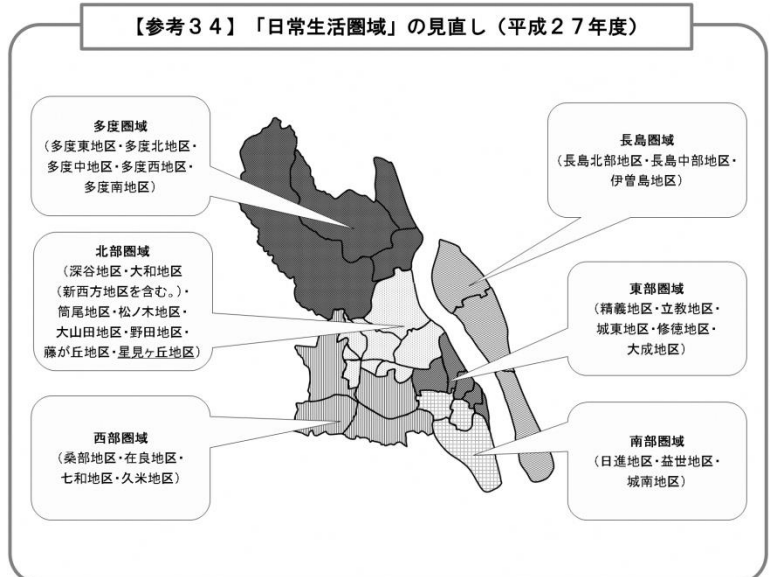 【参考34】「日常生活圏域」の見直し（平成27年度）
多度圏域
（多度東地区・多度北地区・
多度中地区・多度西地区・
多度南地区）
長島圏域
（長島北部地区・長島中部地区・
伊曽島地区）
北部圏域
（深谷地区・大和地区
（新西方地区を含む。）・
筒尾地区・松ノ木地区・
大山田地区・野田地区・
藤が丘地区・星見ヶ丘地区）
東部圏域
（精義地区・立教地区・
城東地区・修徳地区・
大成地区）
西部圏域
（桑部地区・在良地区・
七和地区・久米地区）
南部圏域
（日進地区・益世地区・
城南地区）